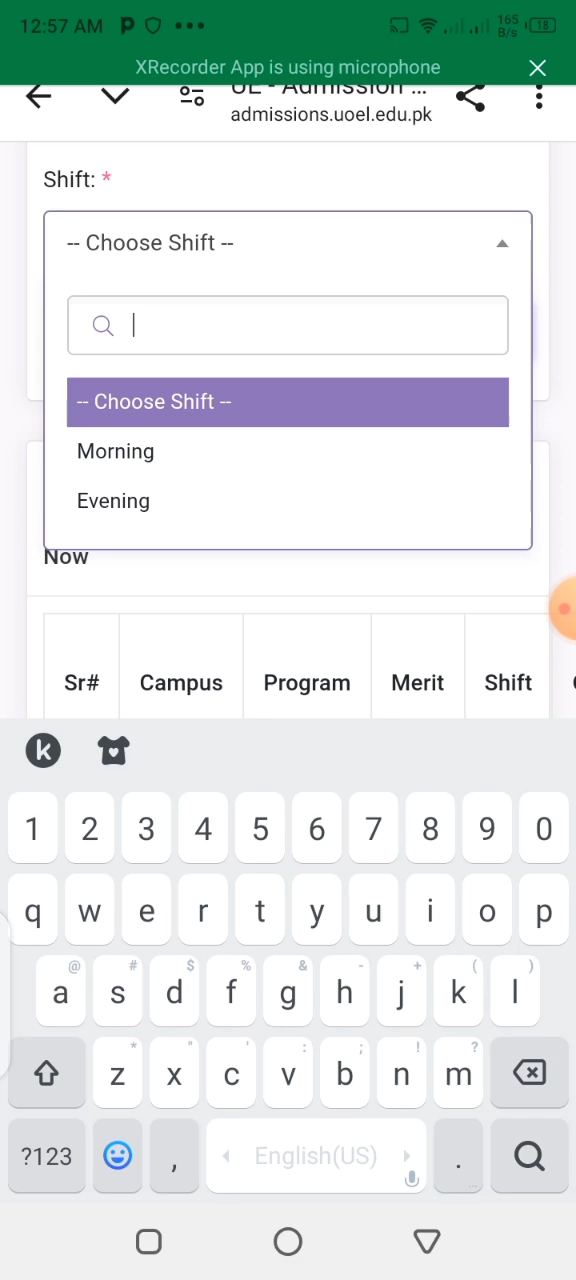 12:57 AM P
165 B/s 18
XRecorder App is using microphone
UE - Admission ...
admissions.uoel.edu.pk
Shift: *
-- Choose Shift --
-- Choose Shift --
Morning
Evening
Now
Sr# Campus Program Merit Shift
k
1 2 3 4 5 6 7 8 9 0
q w e r t y u i o p
@ # $ % & - + ( )
a s d f g h j k l
* " ' : ; ! ?
z x c v b n m
?123 , English(US) .